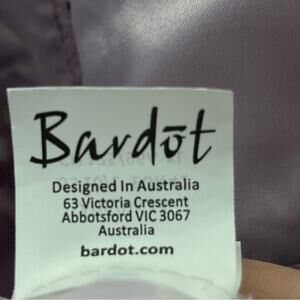 Bardōt
Designed In Australia
63 Victoria Crescent
Abbotsford VIC 3067
Australia
bardot.com